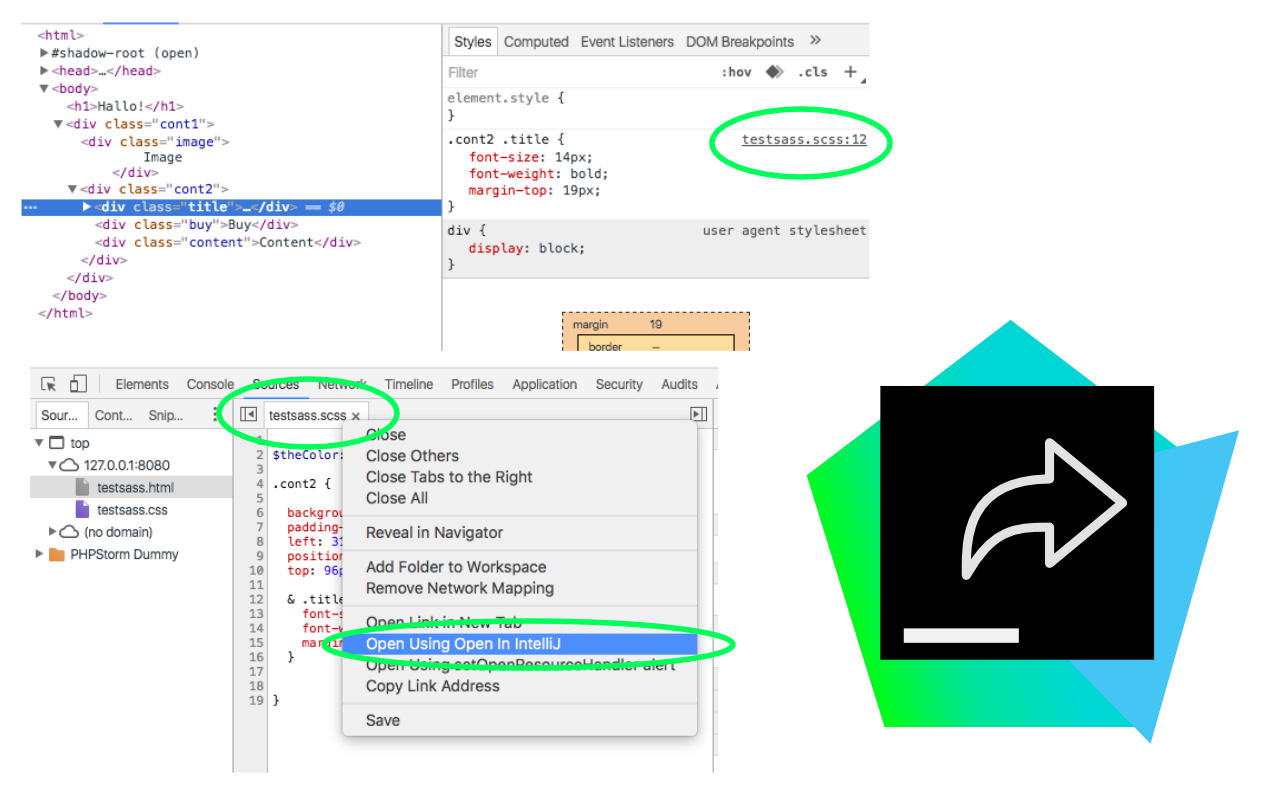 <html>
▶#shadow-root (open)
▶<head>…</head>
▼<body>
<h1>Hallo!</h1>
▼<div class="cont1">
<div class="image">
Image
</div>
▼<div class="cont2">
… ▶<div class="title">…</div> == $0
<div class="buy">Buy</div>
<div class="content">Content</div>
</div>
</div>
</body>
</html>
Styles Computed Event Listeners DOM Breakpoints »
Filter :hov .cls +
element.style {
}
.cont2 .title { testsass.scss:12
font-size: 14px;
font-weight: bold;
margin-top: 19px;
}
div { user agent stylesheet
display: block;
}
margin 19
border –
Elements Console Sources Network Timeline Profiles Application Security Audits
Sour... Cont... Snip... ⋮
▼ top
▼ 127.0.0.1:8080
testsass.html
testsass.css
▶ (no domain)
▶ PHPStorm Dummy
testsass.scss ×
1
2 $theColor:
3
4 .cont2 {
5
6 backgrou
7 padding-
8 left: 31
9 position
10 top: 96p
11
12 & .title
13 font-s
14 font-w
15 margin
16 }
17
18
19 }
Close
Close Others
Close Tabs to the Right
Close All
Reveal in Navigator
Add Folder to Workspace
Remove Network Mapping
Open Link in New Tab
Open Using Open In IntelliJ
Open Using setOpenResourceHandler alert
Copy Link Address
Save